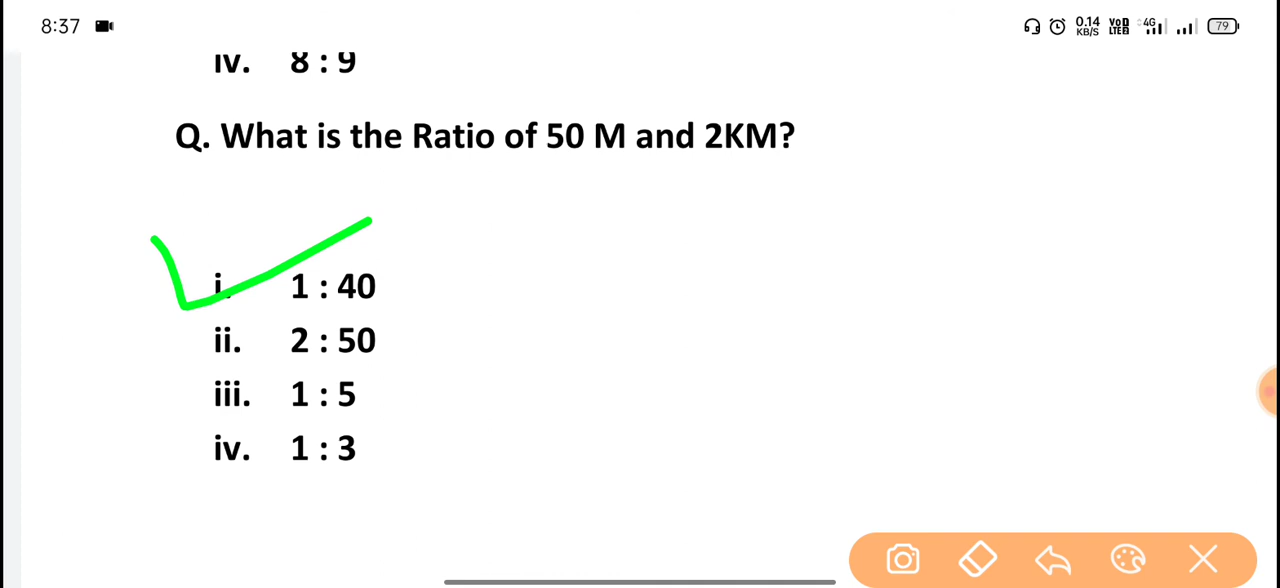 8:37 0.14 KB/S VoD LTE 2 4G 79
iv. 8 : 9
Q. What is the Ratio of 50 M and 2KM?
i. 1 : 40
ii. 2 : 50
iii. 1 : 5
iv. 1 : 3